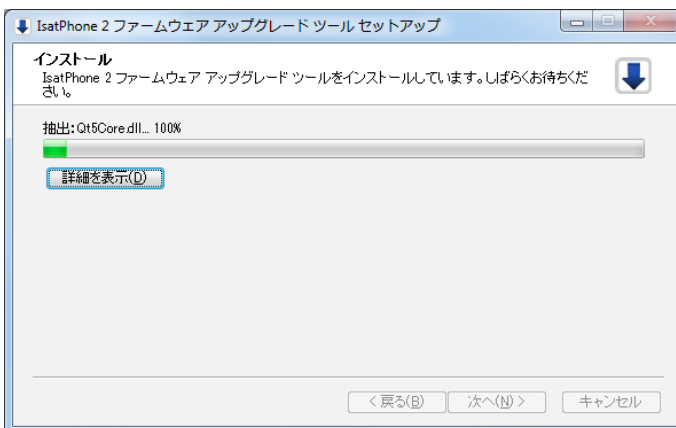 IsatPhone 2 ファームウェア アップグレード ツール セットアップ
インストール
IsatPhone 2 ファームウェア アップグレード ツールをインストールしています。しばらくお待ちくだ
さい。
抽出: Qt5Core.dll... 100%
詳細を表示(D)
< 戻る(B)
次へ(N) >
キャンセル